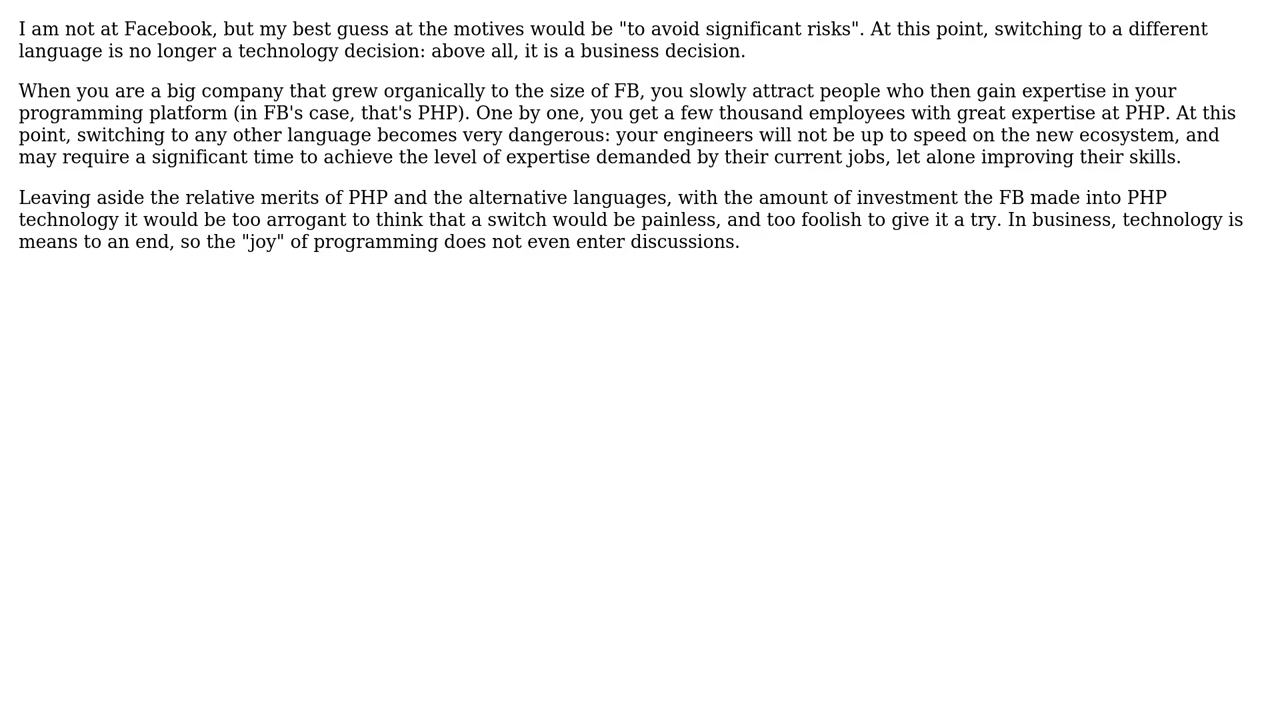 I am not at Facebook, but my best guess at the motives would be "to avoid significant risks". At this point, switching to a different
language is no longer a technology decision: above all, it is a business decision.
When you are a big company that grew organically to the size of FB, you slowly attract people who then gain expertise in your
programming platform (in FB's case, that's PHP). One by one, you get a few thousand employees with great expertise at PHP. At this
point, switching to any other language becomes very dangerous: your engineers will not be up to speed on the new ecosystem, and
may require a significant time to achieve the level of expertise demanded by their current jobs, let alone improving their skills.
Leaving aside the relative merits of PHP and the alternative languages, with the amount of investment the FB made into PHP
technology it would be too arrogant to think that a switch would be painless, and too foolish to give it a try. In business, technology is
means to an end, so the "joy" of programming does not even enter discussions.